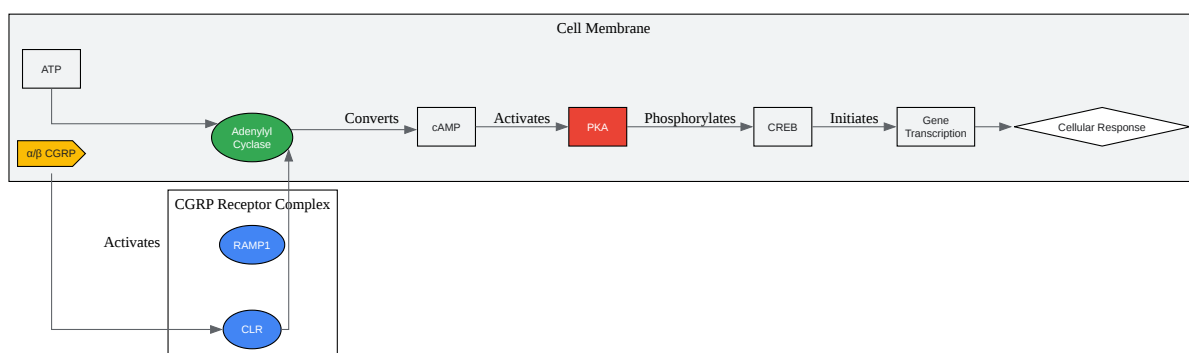 Cell Membrane
ATP
Adenylyl
Cyclase
Converts
cAMP
Activates
PKA
Phosphorylates
CREB
Initiates
Gene
Transcription
Cellular Response
α/β CGRP
CGRP Receptor Complex
Activates
RAMP1
CLR